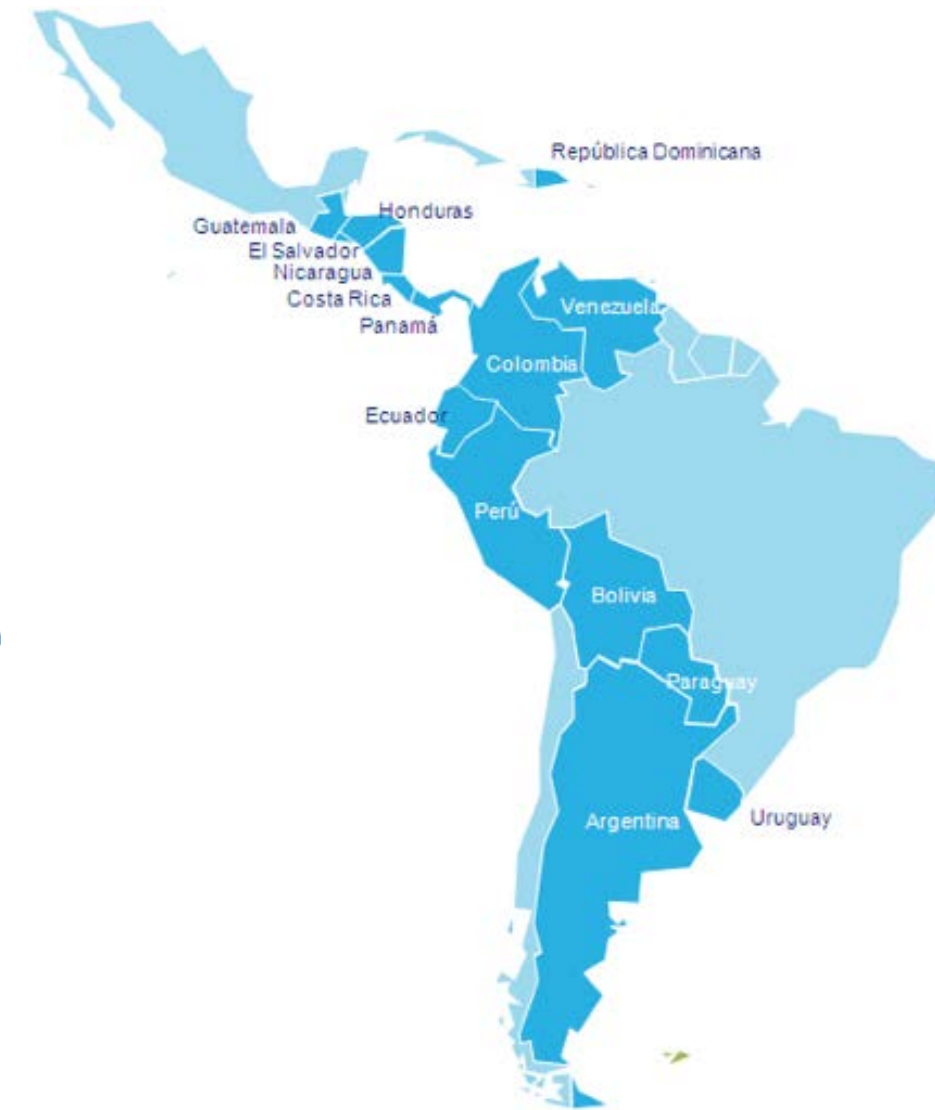 República Dominicana
Honduras
Guatemala
El Salvador
Nicaragua
Costa Rica
Panamá
Venezuela
Colombia
Ecuador
Perú
Bolivia
Paraguay
Argentina
Uruguay